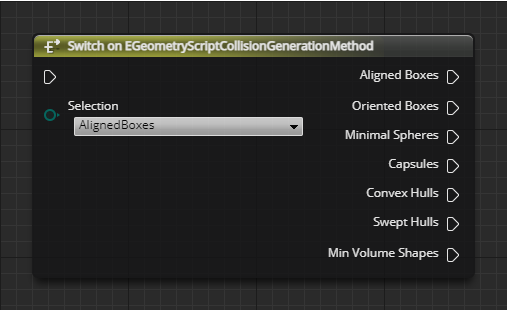 Switch on EGeometryScriptCollisionGenerationMethod
Aligned Boxes
Selection
Oriented Boxes
AlignedBoxes
Minimal Spheres
Capsules
Convex Hulls
Swept Hulls
Min Volume Shapes